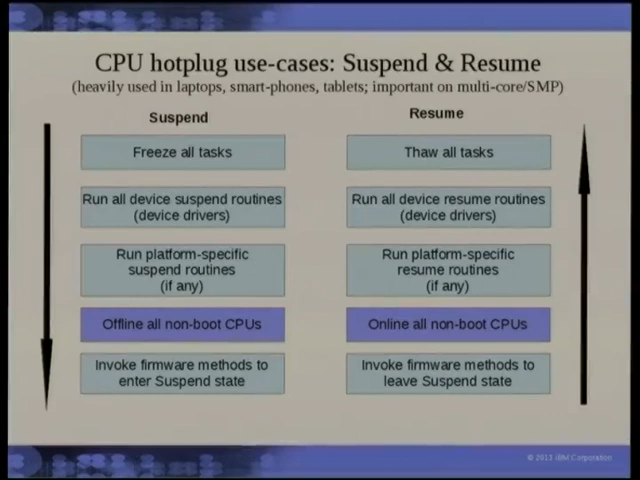 CPU hotplug use-cases: Suspend & Resume
(heavily used in laptops, smart-phones, tablets; important on multi-core/SMP)
Suspend
Freeze all tasks
Run all device suspend routines
(device drivers)
Run platform-specific
suspend routines
(if any)
Offline all non-boot CPUs
Invoke firmware methods to
enter Suspend state
Resume
Thaw all tasks
Run all device resume routines
(device drivers)
Run platform-specific
resume routines
(if any)
Online all non-boot CPUs
Invoke firmware methods to
leave Suspend state
© 2013 IBM Corporation